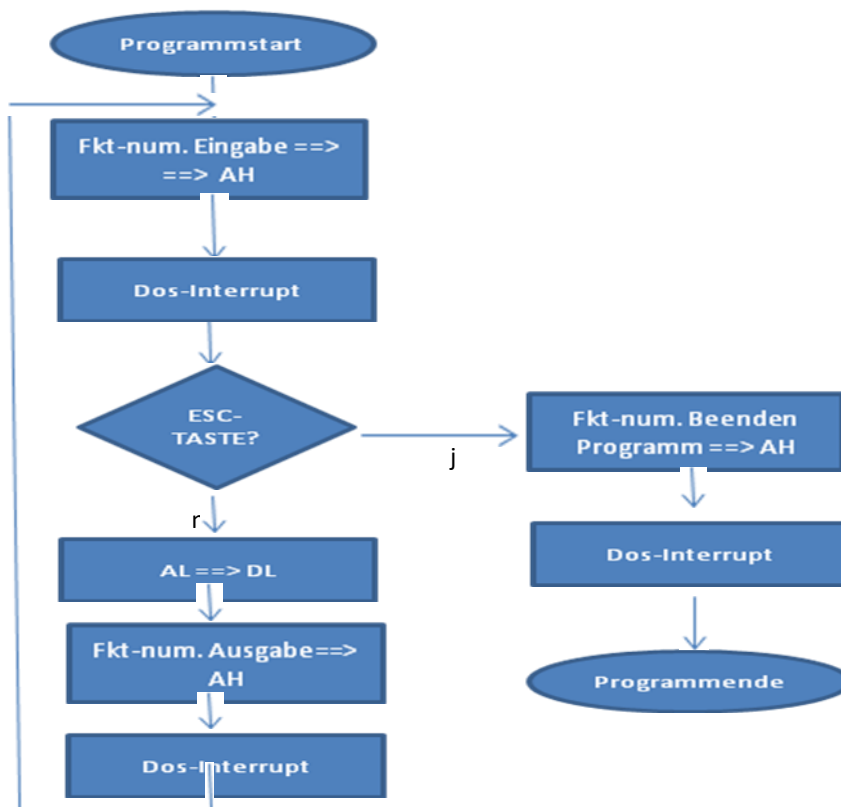 Programmstart
Fkt-num. Eingabe ==>
==> AH
Dos-Interrupt
ESC-
TASTE?
j
r
AL ==> DL
Fkt-num. Ausgabe==>
AH
Dos-Interrupt
Fkt-num. Beenden
Programm ==> AH
Dos-Interrupt
Programmende